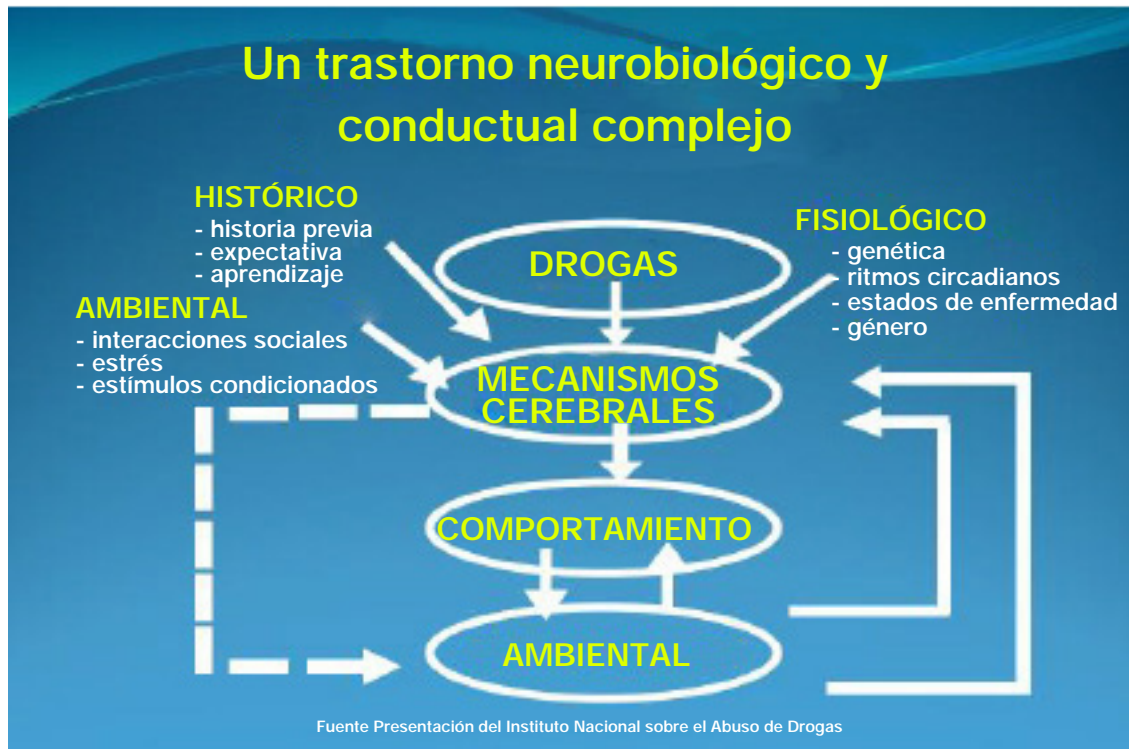 Un trastorno neurobiológico y
conductual complejo
HISTÓRICO
- historia previa
- expectativa
- aprendizaje
AMBIENTAL
- interacciones sociales
- estrés
- estímulos condicionados
FISIOLÓGICO
- genética
- ritmos circadianos
- estados de enfermedad
- género
DROGAS
MECANISMOS
CEREBRALES
COMPORTAMIENTO
AMBIENTAL
Fuente Presentación del Instituto Nacional sobre el Abuso de Drogas